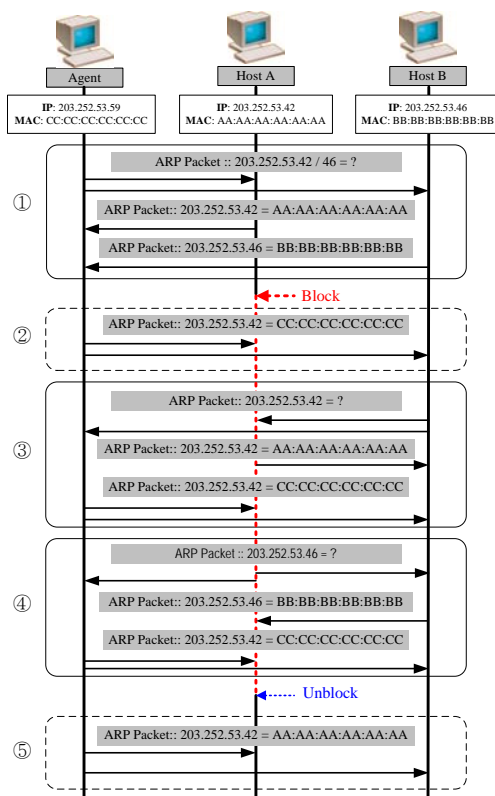 Agent
Host A
Host B
IP: 203.252.53.59
MAC: CC:CC:CC:CC:CC:CC
IP: 203.252.53.42
MAC: AA:AA:AA:AA:AA:AA
IP: 203.252.53.46
MAC: BB:BB:BB:BB:BB:BB
①
ARP Packet :: 203.252.53.42 / 46 = ?
ARP Packet:: 203.252.53.42 = AA:AA:AA:AA:AA:AA
ARP Packet:: 203.252.53.46 = BB:BB:BB:BB:BB:BB
Block
②
ARP Packet:: 203.252.53.42 = CC:CC:CC:CC:CC:CC
③
ARP Packet:: 203.252.53.42 = ?
ARP Packet:: 203.252.53.42 = AA:AA:AA:AA:AA:AA
ARP Packet:: 203.252.53.42 = CC:CC:CC:CC:CC:CC
④
ARP Packet :: 203.252.53.46 = ?
ARP Packet:: 203.252.53.46 = BB:BB:BB:BB:BB:BB
ARP Packet:: 203.252.53.42 = CC:CC:CC:CC:CC:CC
Unblock
⑤
ARP Packet:: 203.252.53.42 = AA:AA:AA:AA:AA:AA